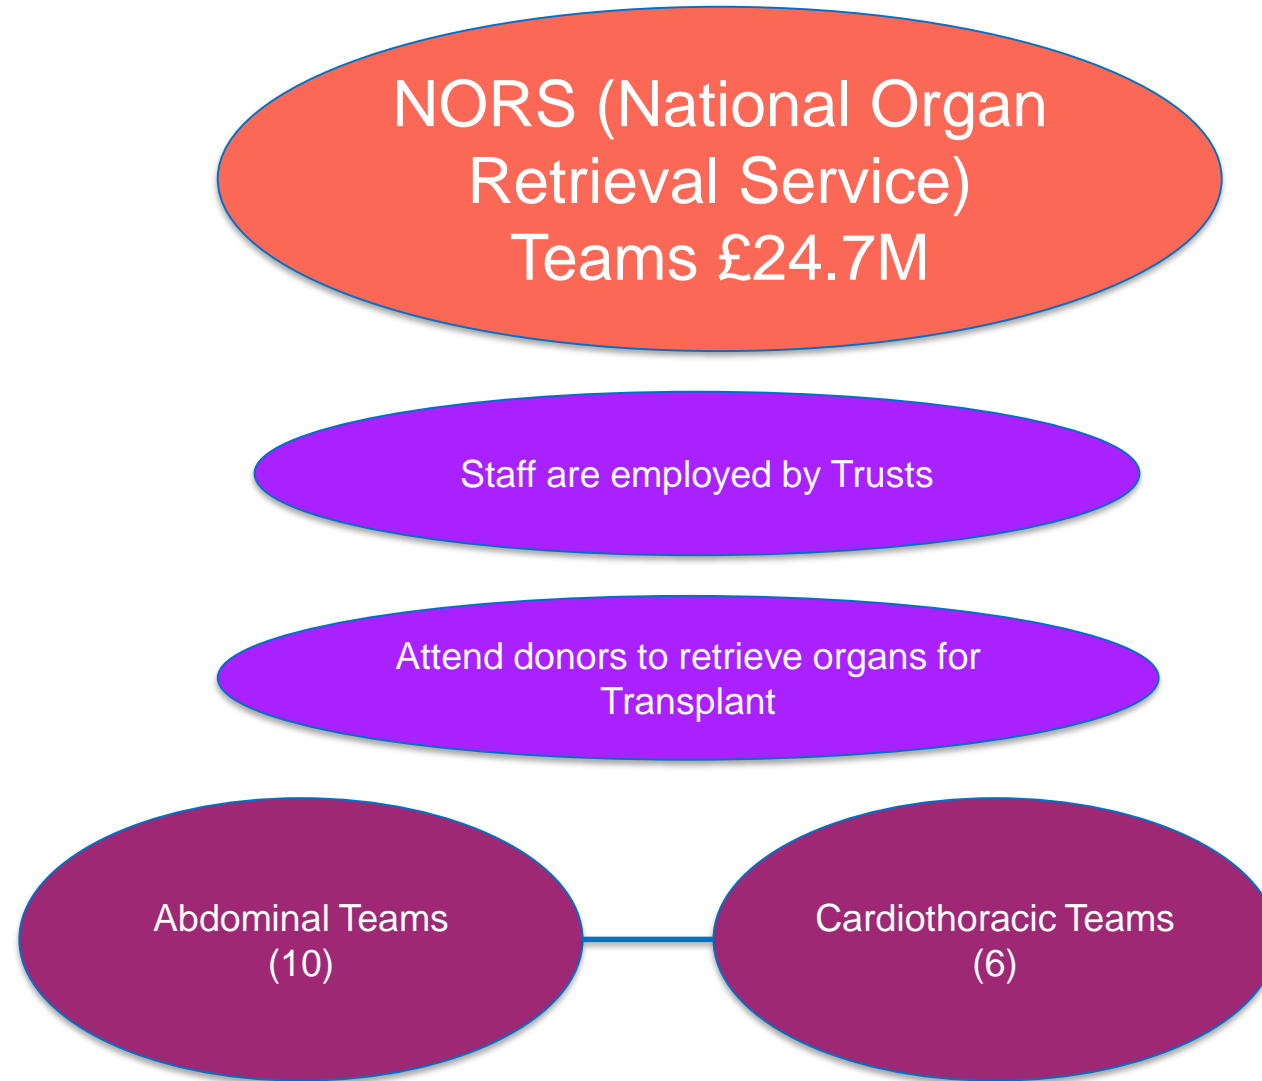 NORS (National Organ
Retrieval Service)
Teams £24.7M
Staff are employed by Trusts
Attend donors to retrieve organs for
Transplant
Abdominal Teams
(10)
Cardiothoracic Teams
(6)